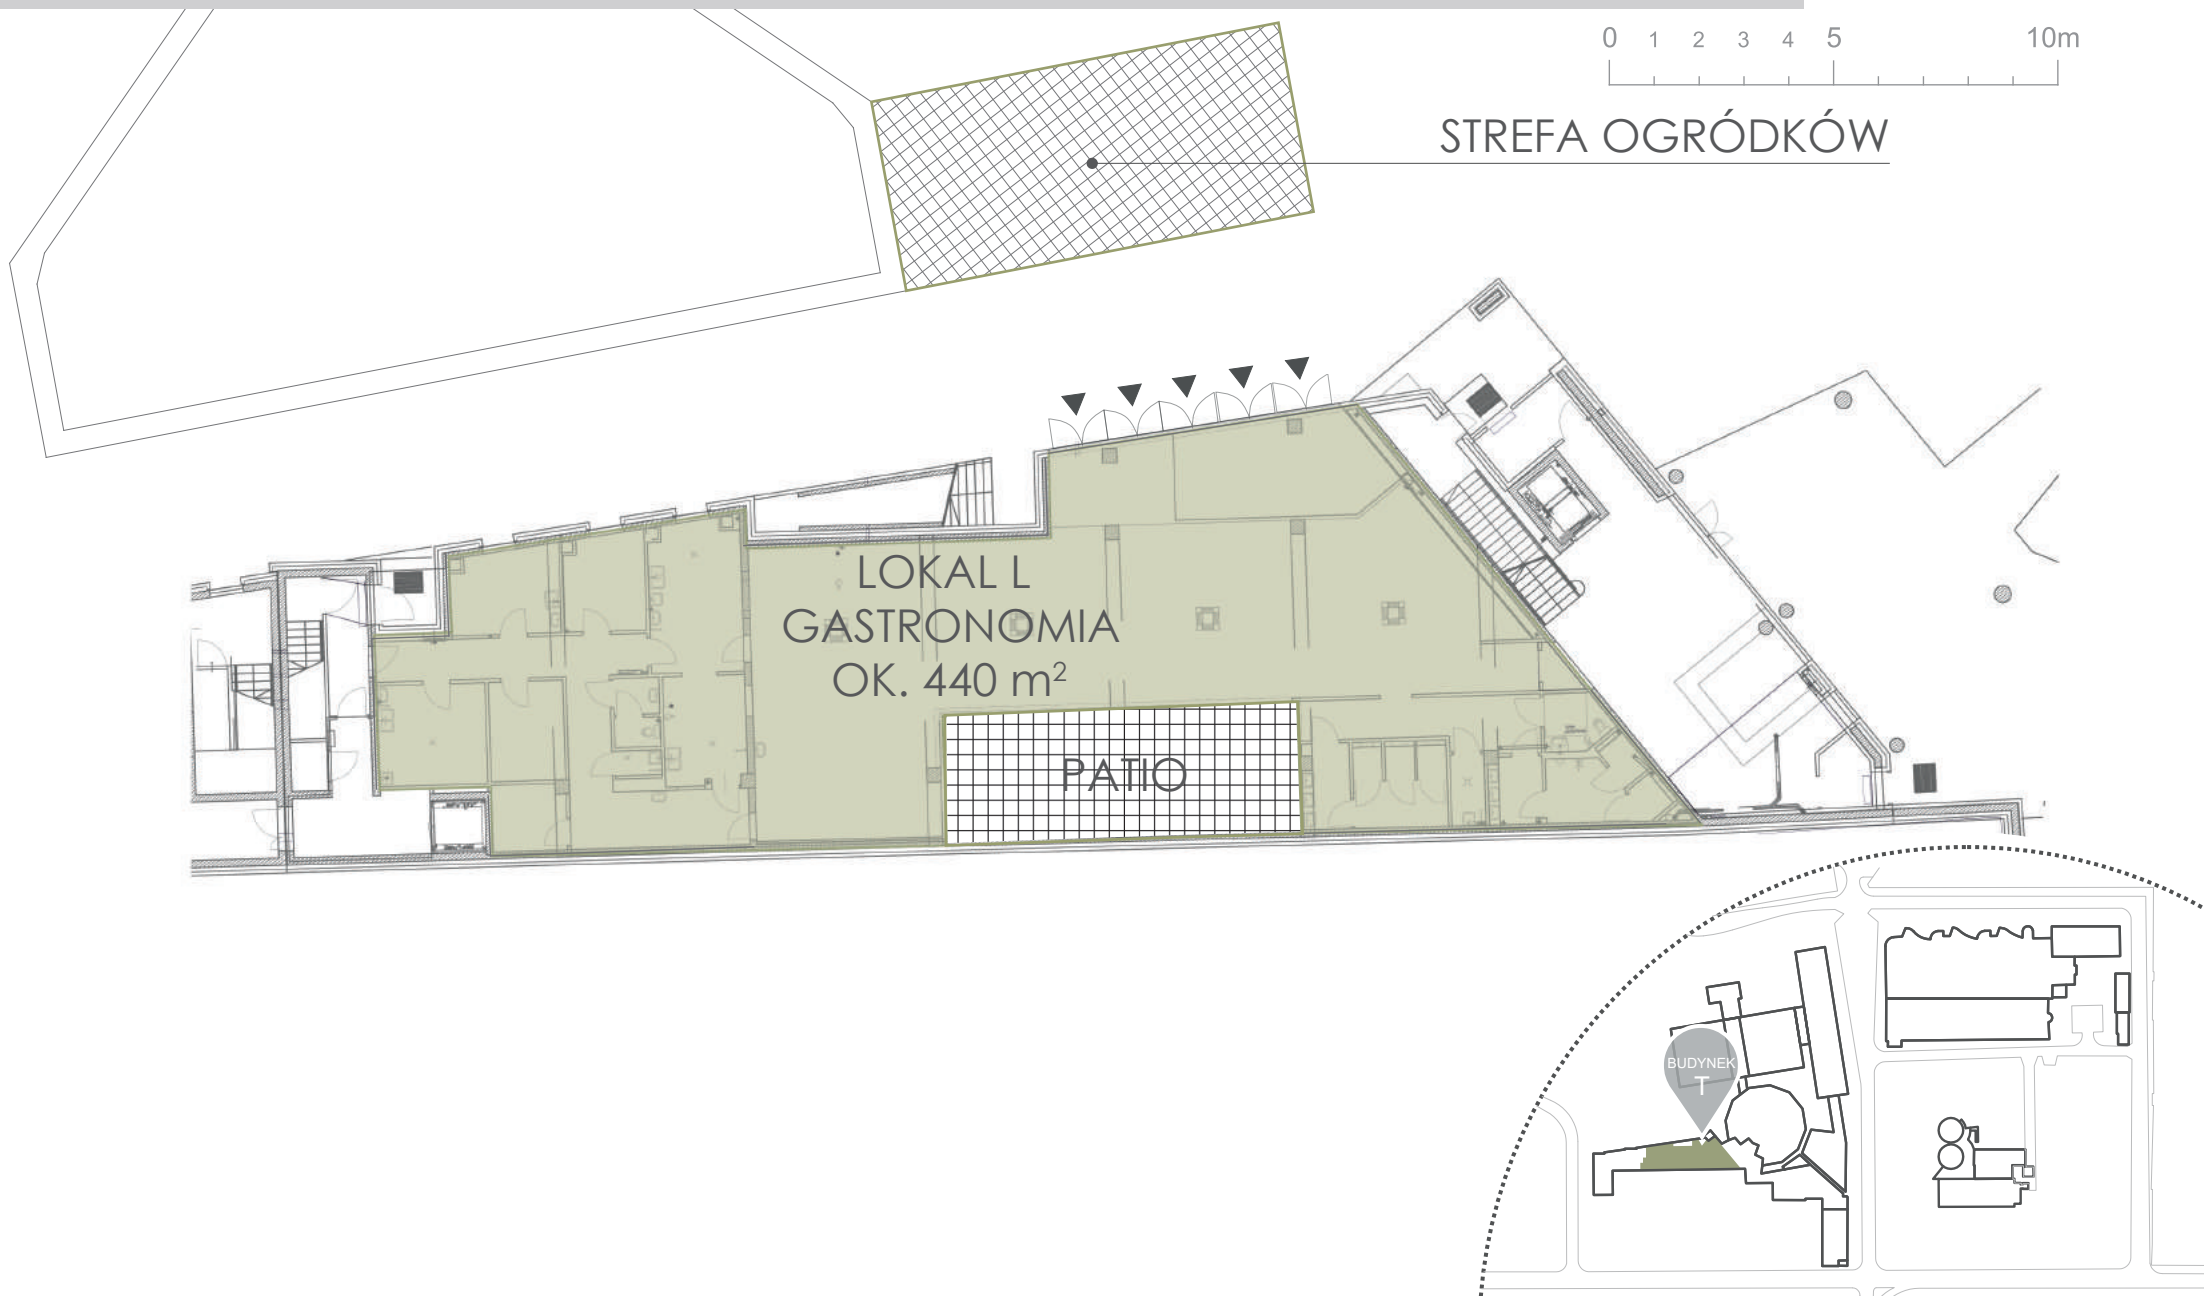 0 1 2 3 4 5 10m
STREFA OGRÓDKÓW
LOKAL L
GASTRONOMIA
OK. 440 m²
PATIO
BUDYNEK
T